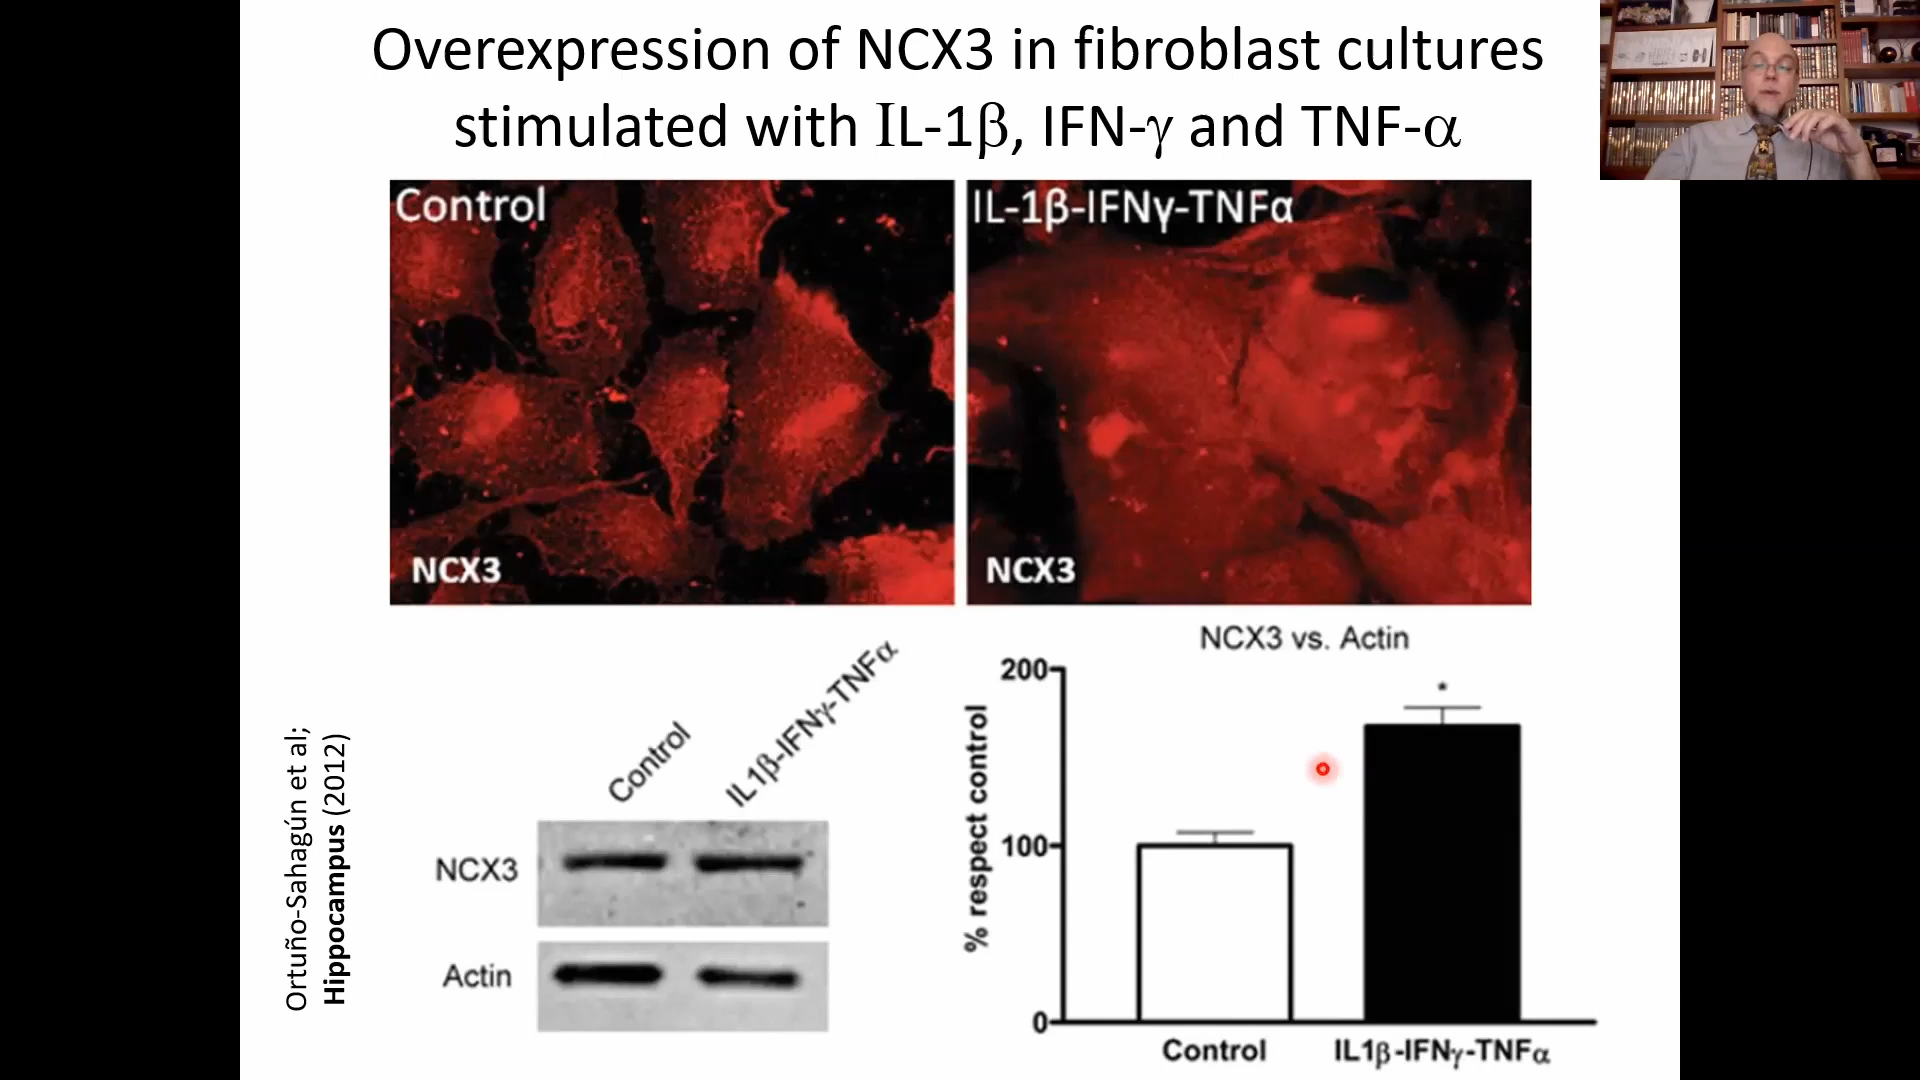 Overexpression of NCX3 in fibroblast cultures
stimulated with IL-1β, IFN-γ and TNF-α
Control
NCX3
IL-1β-IFNγ-TNFα
NCX3
Ortuño-Sahagún et al;
Hippocampus (2012)
Control
IL1β-IFNγ-TNFα
NCX3
Actin
NCX3 vs. Actin
% respect control
200
100
0
*
Control
IL1β-IFNγ-TNFα